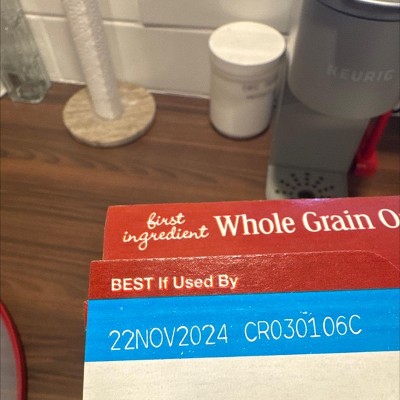 KEURIG
first
ingredient Whole Grain O
BEST If Used By
22NOV2024 CR030106C